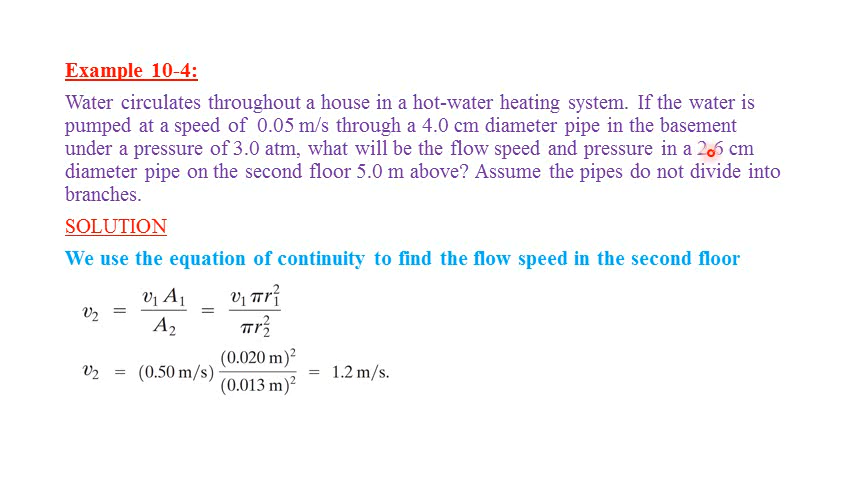 Example 10-4:
Water circulates throughout a house in a hot-water heating system. If the water is
pumped at a speed of 0.05 m/s through a 4.0 cm diameter pipe in the basement
under a pressure of 3.0 atm, what will be the flow speed and pressure in a 2.6 cm
diameter pipe on the second floor 5.0 m above? Assume the pipes do not divide into
branches.
SOLUTION
We use the equation of continuity to find the flow speed in the second floor
v₂ = v₁ A₁ / A₂ = v₁ πr₁² / πr₂²
v₂ = (0.50 m/s) (0.020 m)² / (0.013 m)² = 1.2 m/s.